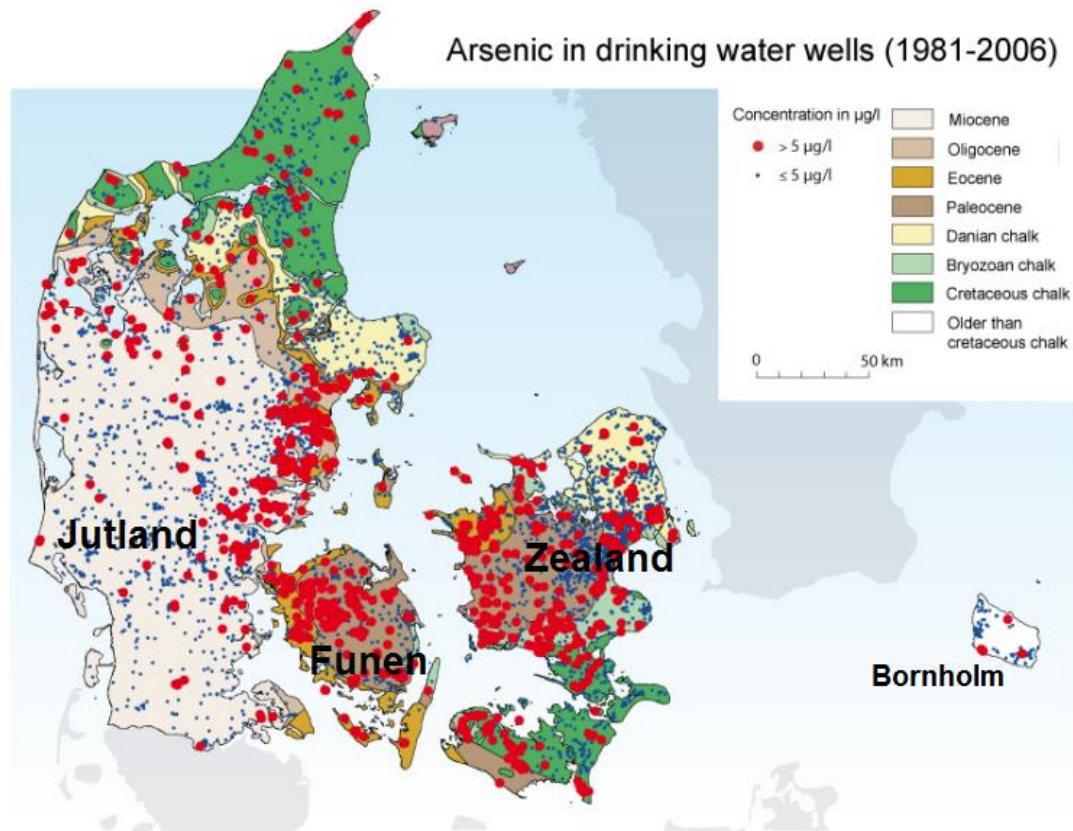 Arsenic in drinking water wells (1981-2006)
Concentration in µg/l
> 5 µg/l
≤ 5 µg/l
Miocene
Oligocene
Eocene
Paleocene
Danian chalk
Bryozoan chalk
Cretaceous chalk
Older than
cretaceous chalk
0 50 km
Jutland
Zealand
Funen
Bornholm